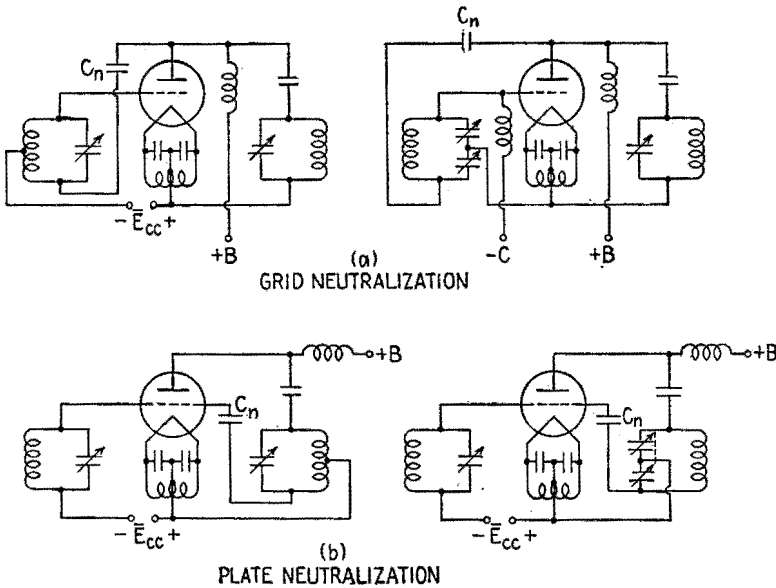 Cn
Cn
- Ecc +
+B
-C
+B
(a)
GRID NEUTRALIZATION
+B
+B
Cn
Cn
- Ecc +
- Ecc +
(b)
PLATE NEUTRALIZATION